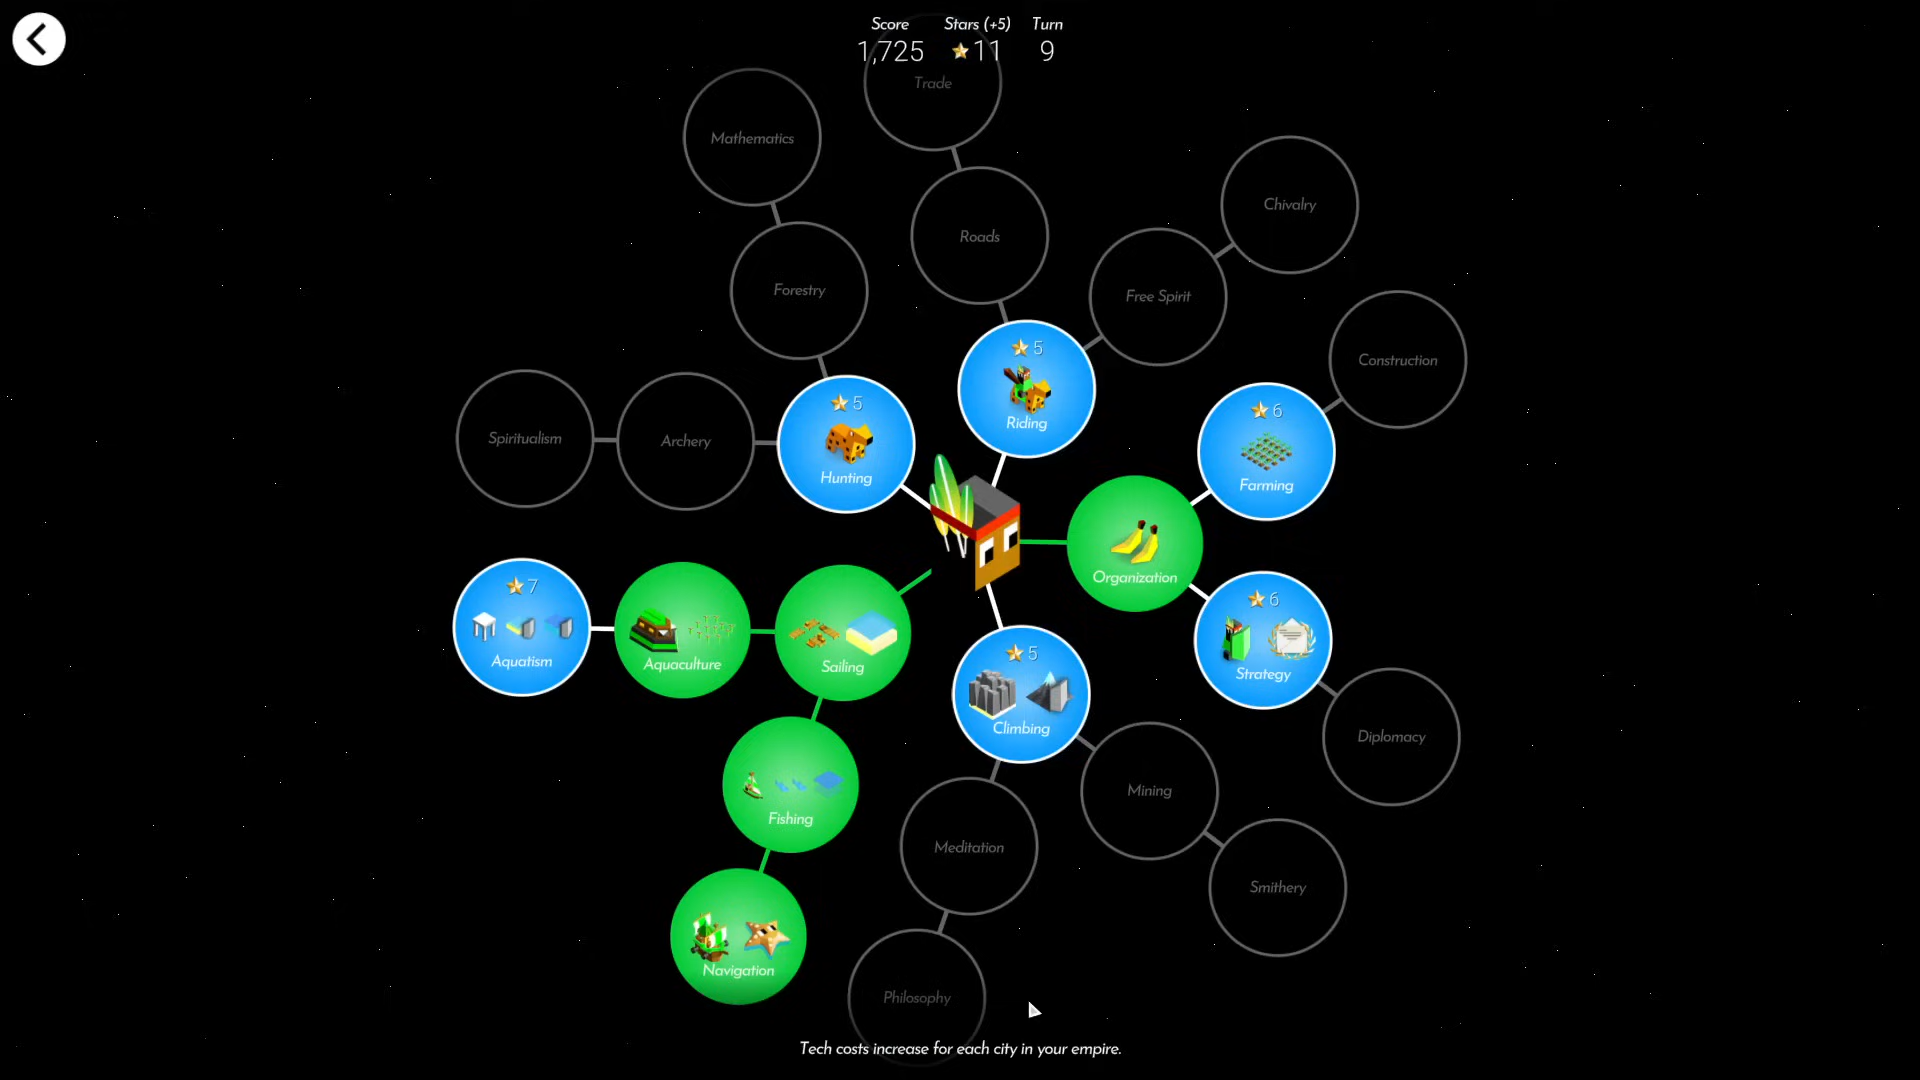 Score
Stars (+5)
Turn
1,725
11
9
Trade
Mathematics
Chivalry
Roads
Forestry
Free Spirit
5
Construction
5
6
Riding
Spiritualism
Archery
Hunting
Farming
Organization
7
6
Aquatism
Aquaculture
Sailing
5
Strategy
Climbing
Diplomacy
Mining
Fishing
Meditation
Smithery
Navigation
Philosophy
Tech costs increase for each city in your empire.